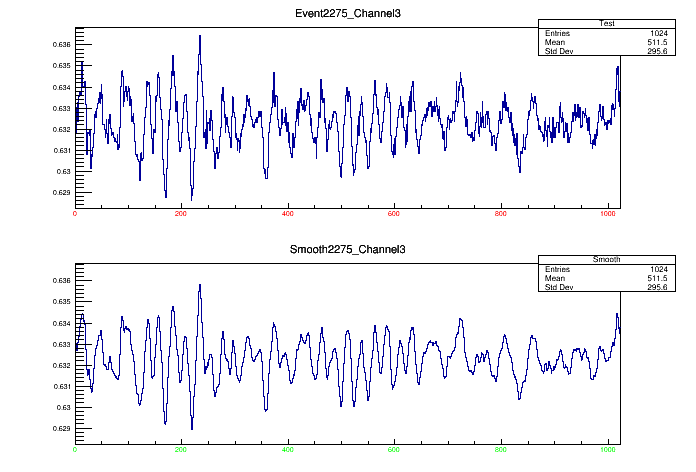 Event2275_Channel3
Test
Entries 1024
Mean 511.5
Std Dev 295.6
0.636
0.635
0.634
0.633
0.632
0.631
0.63
0.629
0 200 400 600 800 1000
Smooth2275_Channel3
Smooth
Entries 1024
Mean 511.5
Std Dev 295.6
0.636
0.635
0.634
0.633
0.632
0.631
0.63
0.629
0 200 400 600 800 1000